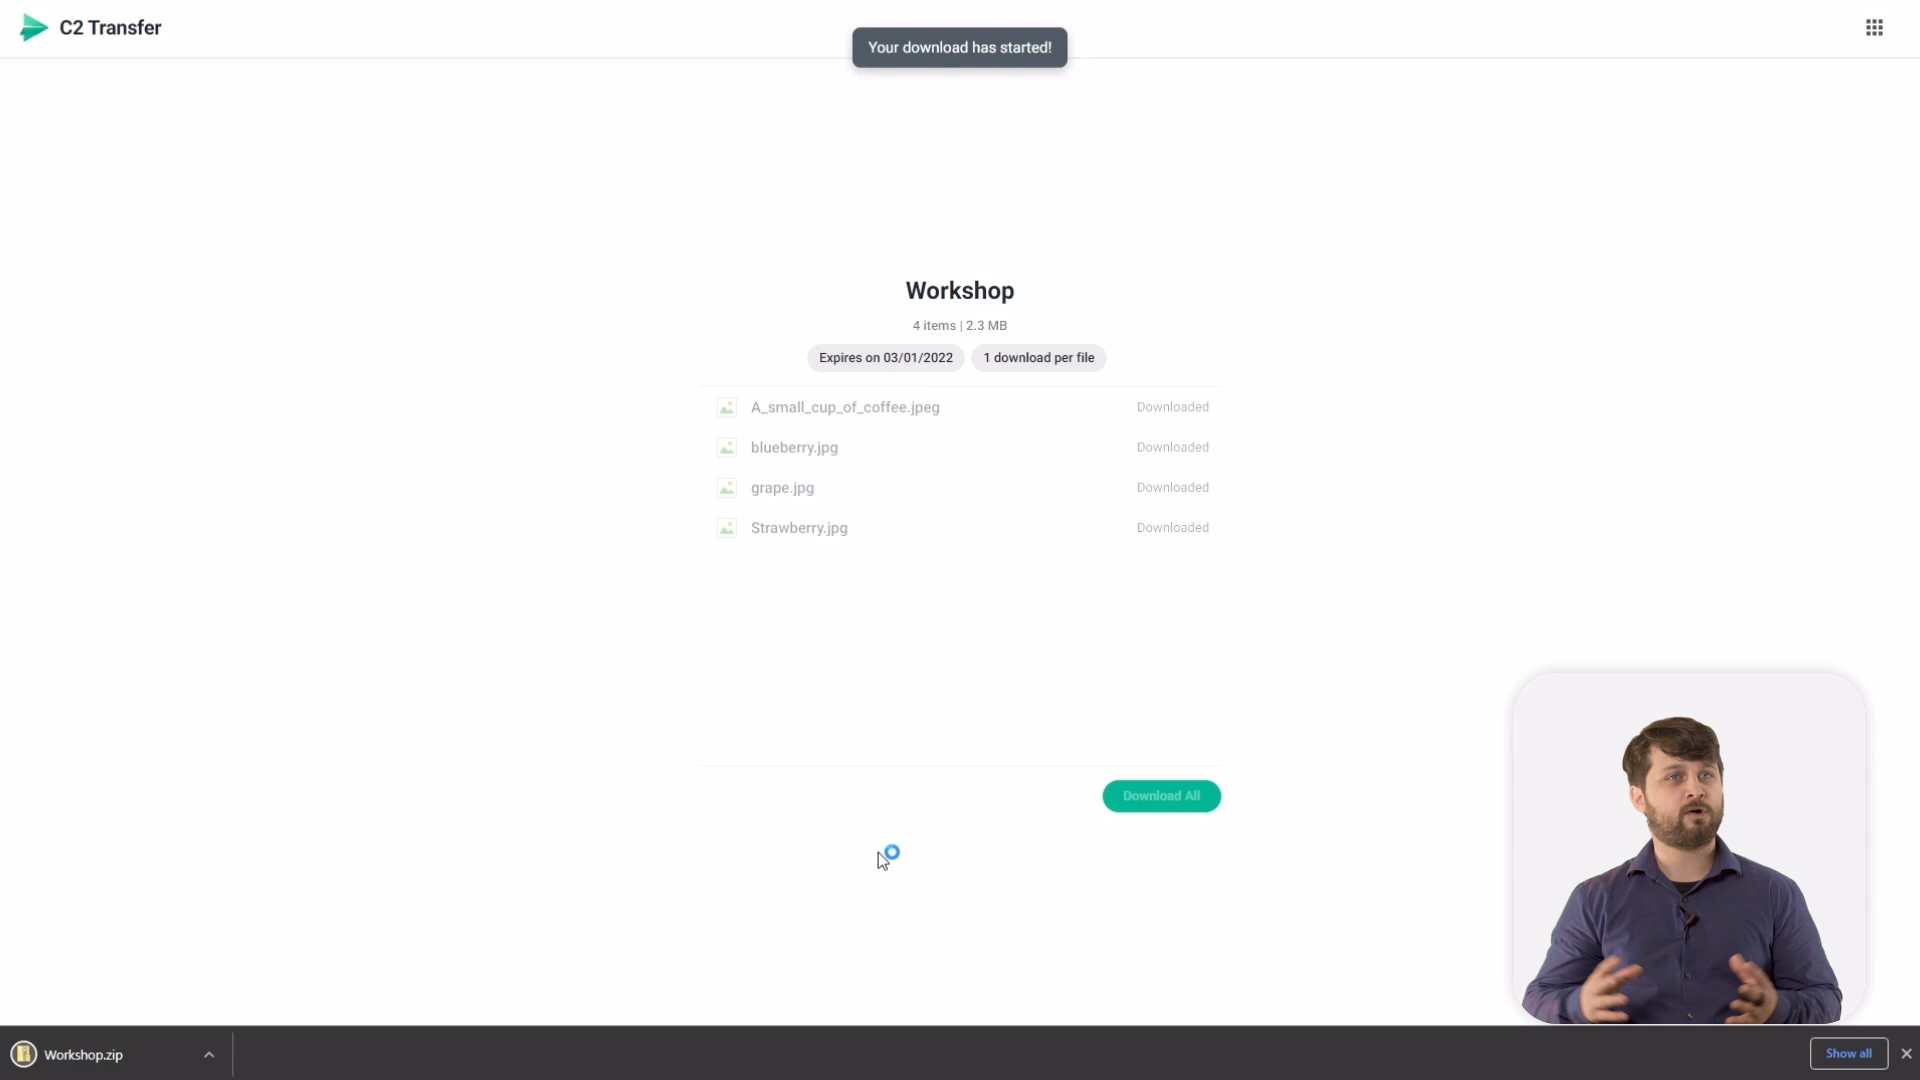 C2 Transfer
Your download has started!
Workshop
4 items | 2.3 MB
Expires on 03/01/2022
1 download per file
A_small_cup_of_coffee.jpeg
Downloaded
blueberry.jpg
Downloaded
grape.jpg
Downloaded
Strawberry.jpg
Downloaded
Download All
Workshop.zip
Show all